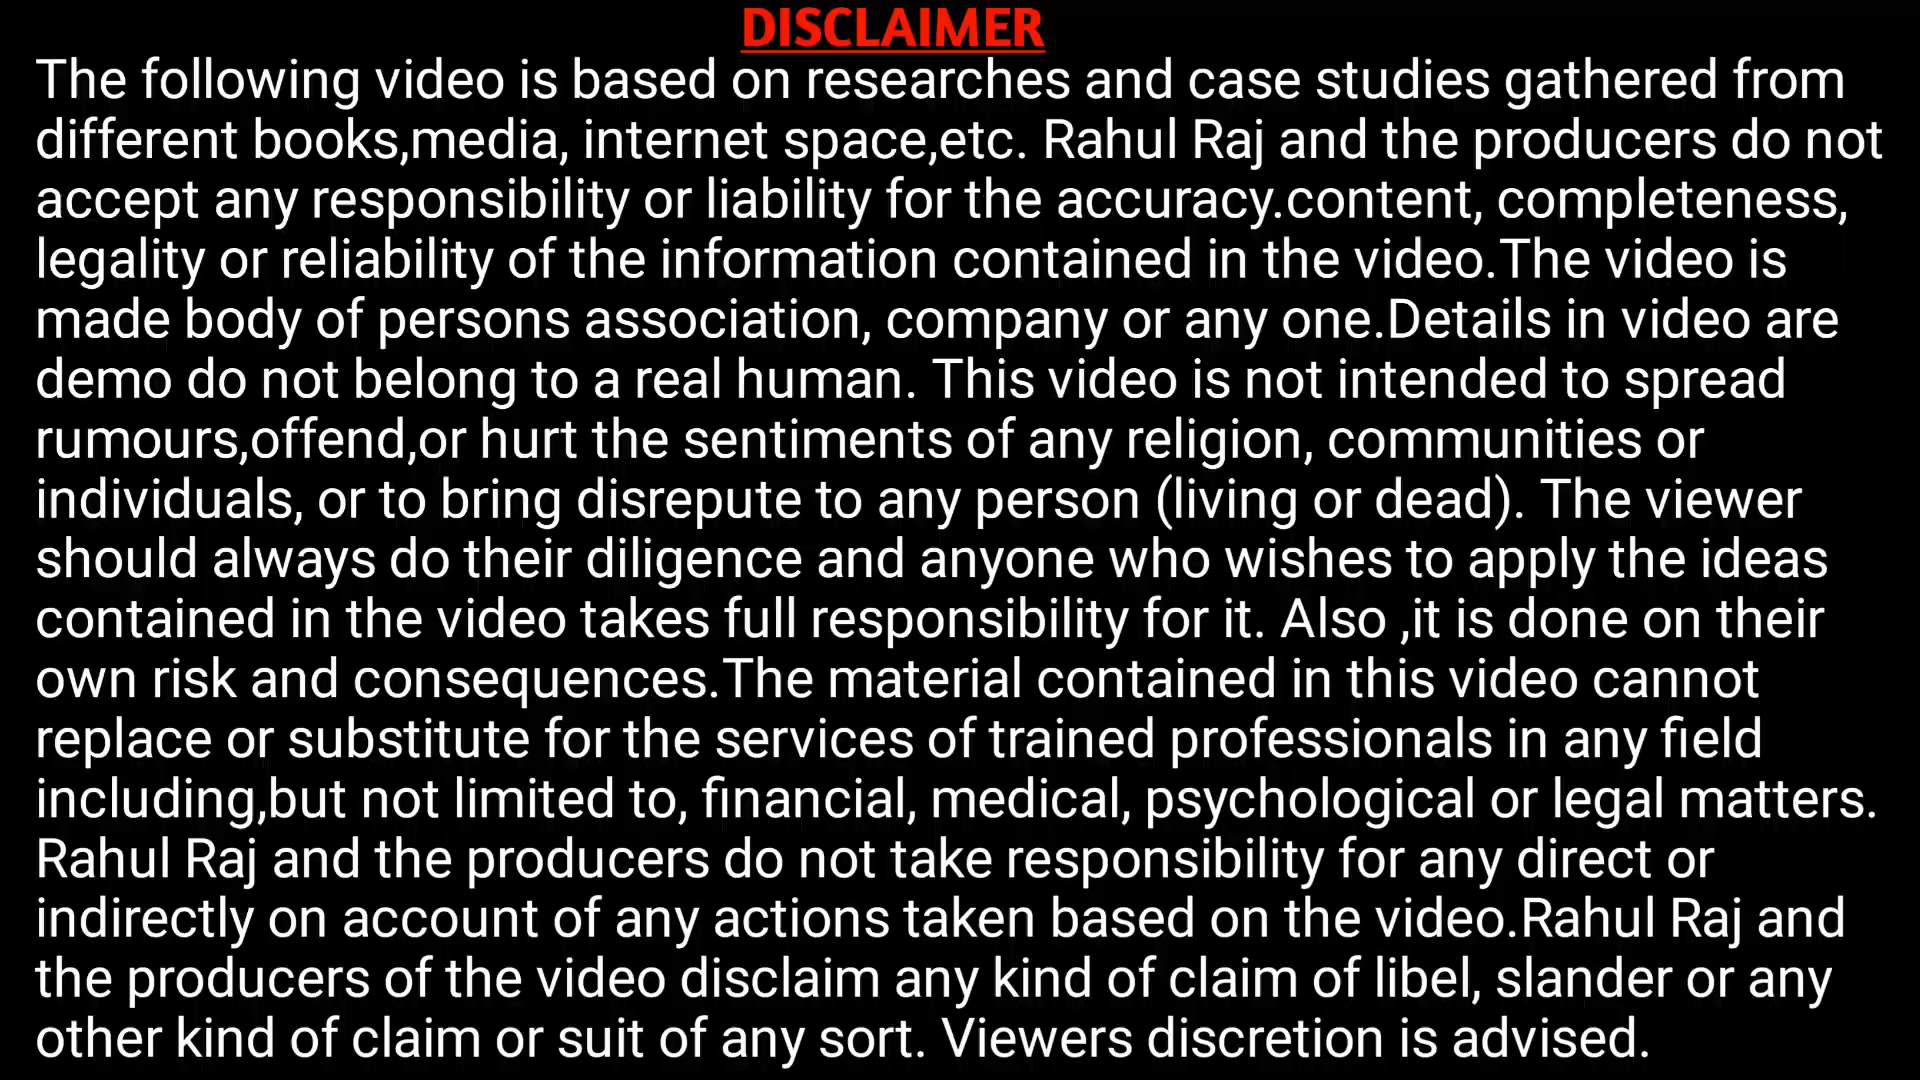 DISCLAIMER
The following video is based on researches and case studies gathered from
different books,media, internet space,etc. Rahul Raj and the producers do not
accept any responsibility or liability for the accuracy.content, completeness,
legality or reliability of the information contained in the video.The video is
made body of persons association, company or any one.Details in video are
demo do not belong to a real human. This video is not intended to spread
rumours,offend,or hurt the sentiments of any religion, communities or
individuals, or to bring disrepute to any person (living or dead). The viewer
should always do their diligence and anyone who wishes to apply the ideas
contained in the video takes full responsibility for it. Also ,it is done on their
own risk and consequences.The material contained in this video cannot
replace or substitute for the services of trained professionals in any field
including,but not limited to, financial, medical, psychological or legal matters.
Rahul Raj and the producers do not take responsibility for any direct or
indirectly on account of any actions taken based on the video.Rahul Raj and
the producers of the video disclaim any kind of claim of libel, slander or any
other kind of claim or suit of any sort. Viewers discretion is advised.